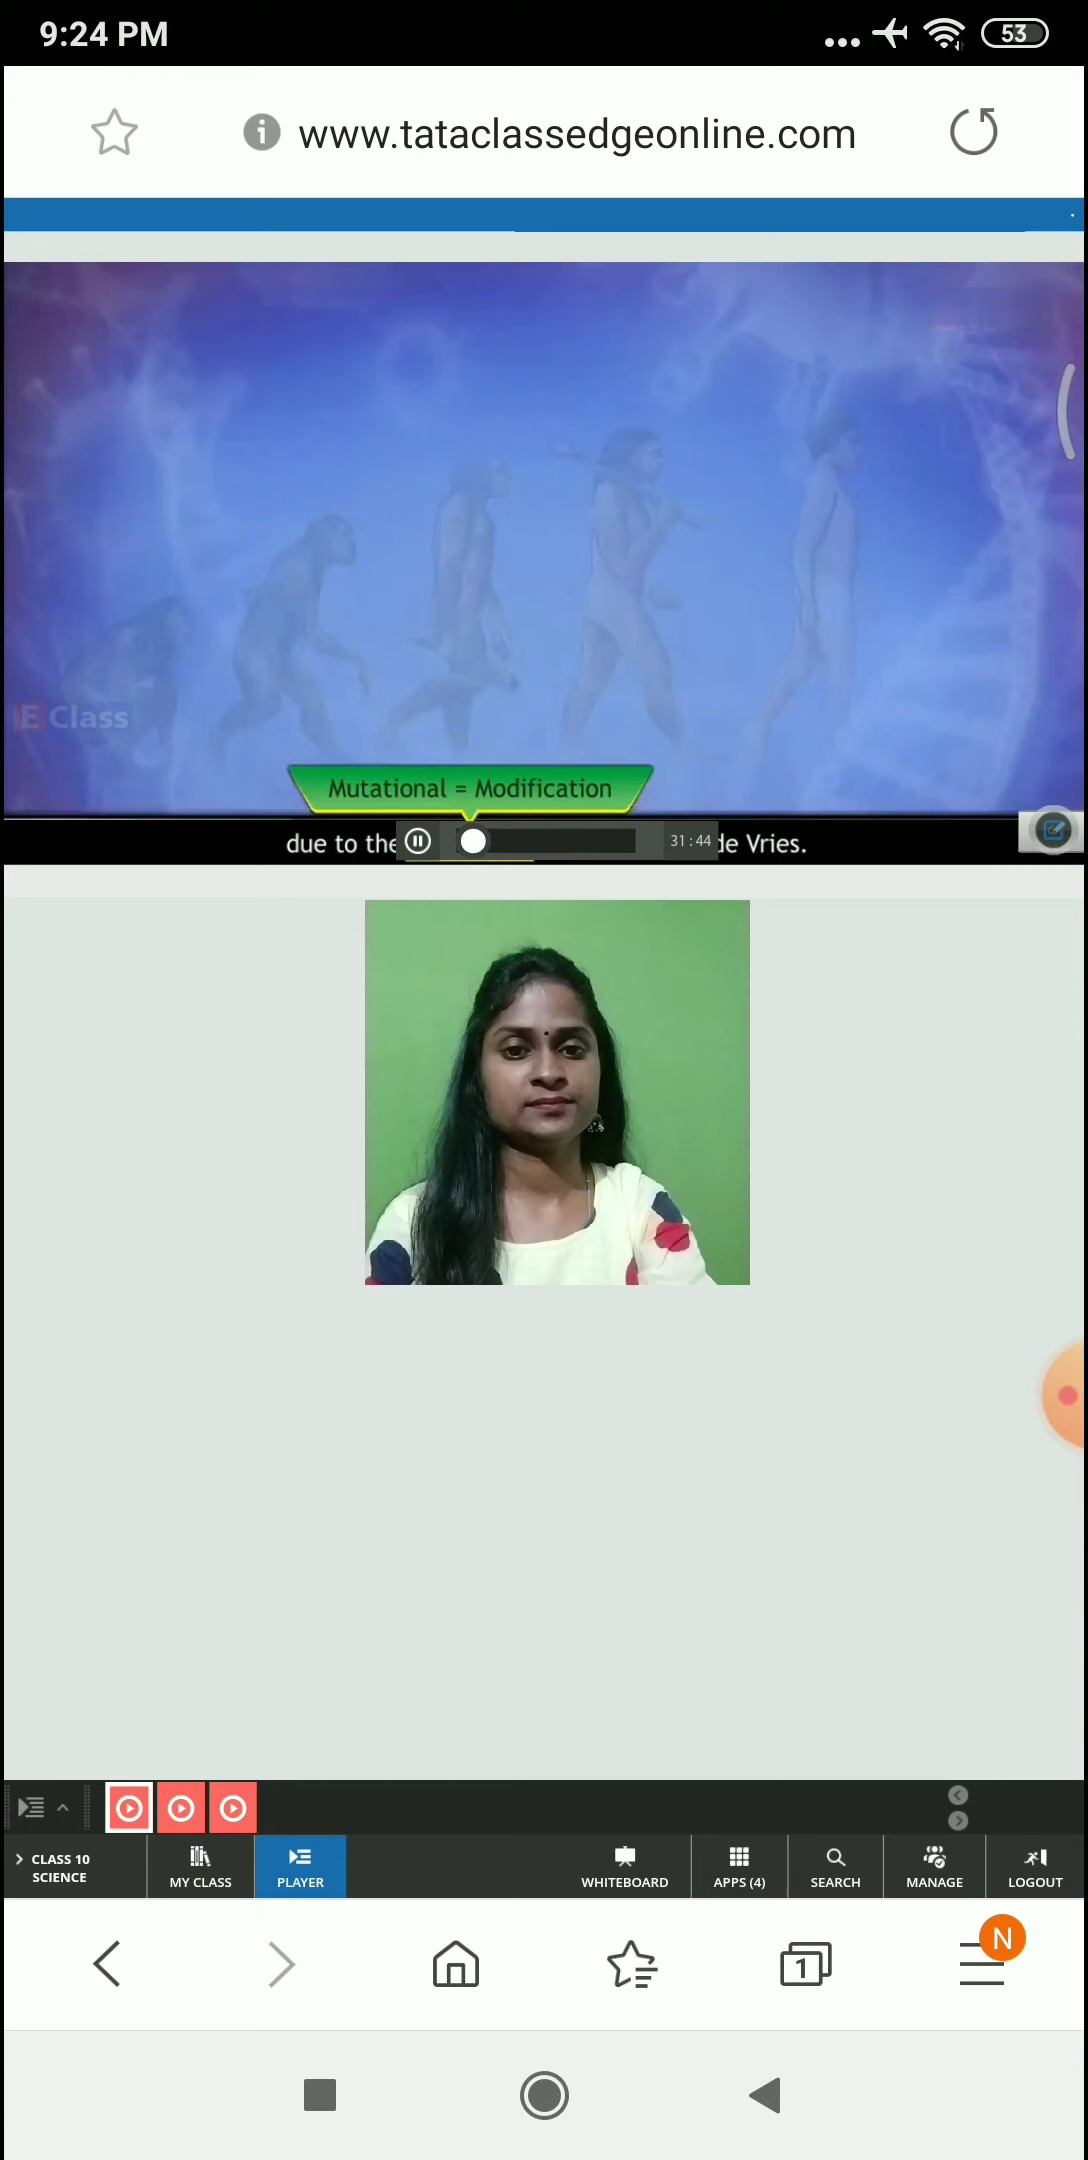 9:24 PM
53
www.tataclassedgeonline.com
E Class
Mutational = Modification
due to the
31:44
de Vries.
CLASS 10
SCIENCE
MY CLASS
PLAYER
WHITEBOARD
APPS (4)
SEARCH
MANAGE
LOGOUT
1
N